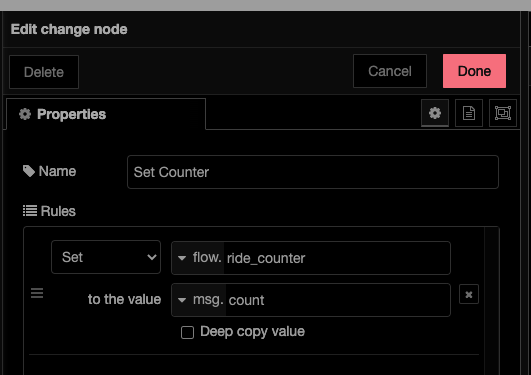 Edit change node
Delete
Cancel
Done
Properties
Name
Set Counter
Rules
Set
flow. ride_counter
to the value
msg. count
Deep copy value